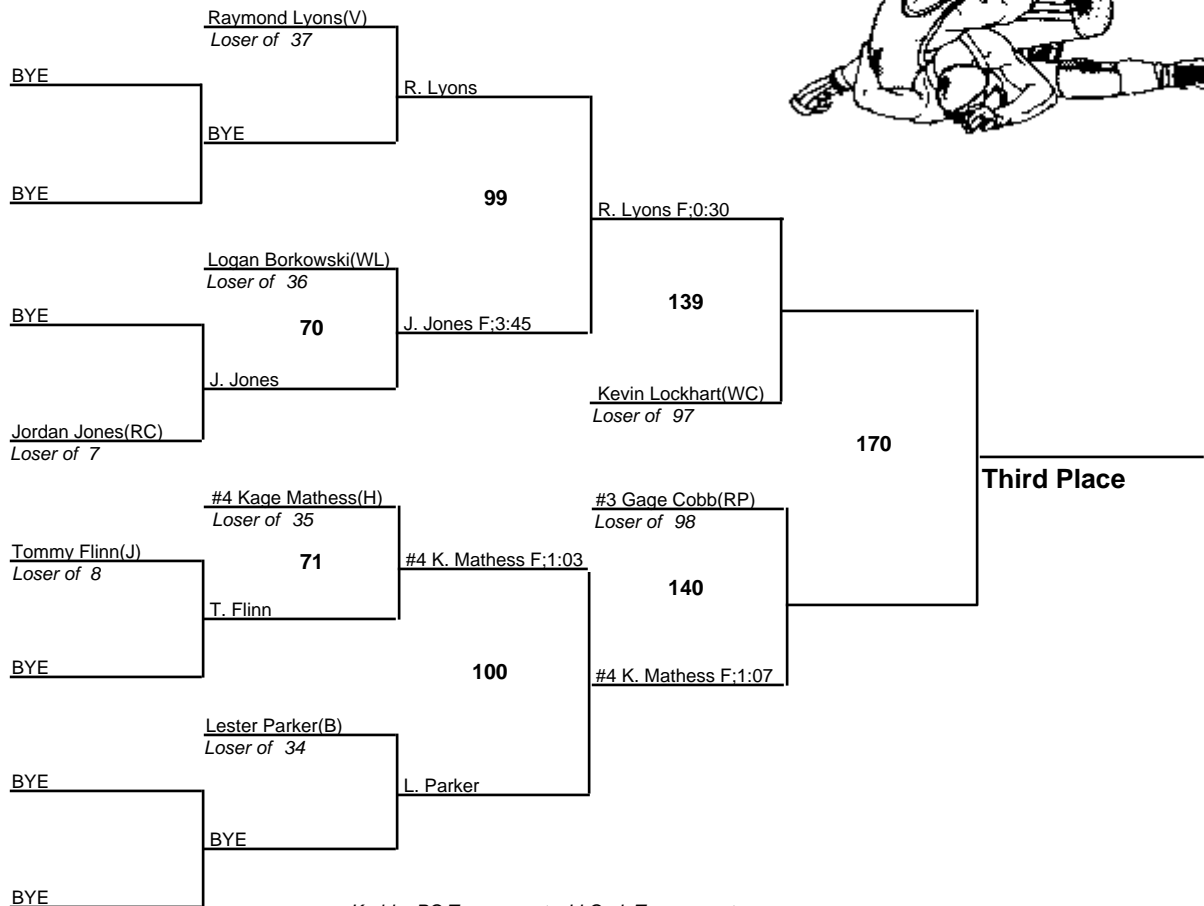 Raymond Lyons(V)
Loser of 37
BYE
R. Lyons
BYE
BYE
99
R. Lyons F;0:30
Logan Borkowski(WL)
Loser of 36
139
BYE
70
J. Jones F;3:45
J. Jones
Kevin Lockhart(WC)
Loser of 97
Jordan Jones(RC)
Loser of 7
170
Third Place
#4 Kage Mathess(H)
Loser of 35
#3 Gage Cobb(RP)
Loser of 98
Tommy Flinn(J)
Loser of 8
71
#4 K. Mathess F;1:03
140
T. Flinn
BYE
100
#4 K. Mathess F;1:07
Lester Parker(B)
Loser of 34
BYE
L. Parker
BYE
BYE